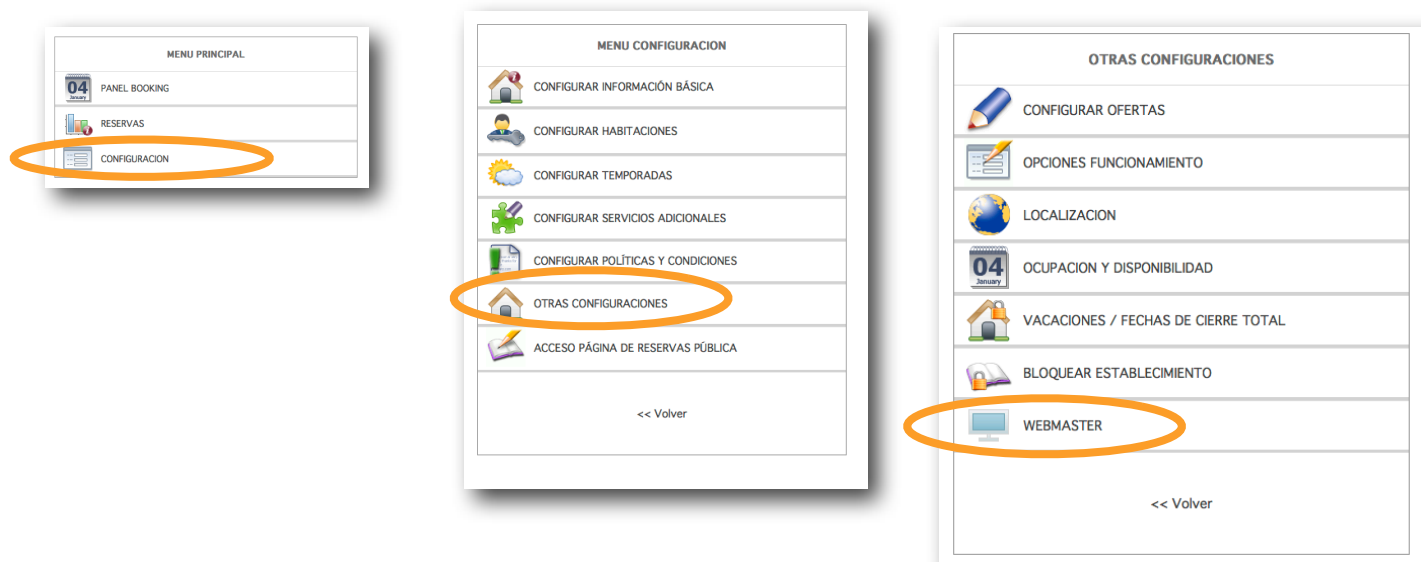 MENU PRINCIPAL
04
January
PANEL BOOKING
RESERVAS
CONFIGURACION
MENU CONFIGURACION
CONFIGURAR INFORMACIÓN BÁSICA
CONFIGURAR HABITACIONES
CONFIGURAR TEMPORADAS
CONFIGURAR SERVICIOS ADICIONALES
CONFIGURAR POLÍTICAS Y CONDICIONES
OTRAS CONFIGURACIONES
ACCESO PÁGINA DE RESERVAS PÚBLICA
<< Volver
OTRAS CONFIGURACIONES
CONFIGURAR OFERTAS
OPCIONES FUNCIONAMIENTO
LOCALIZACION
04
January
OCUPACION Y DISPONIBILIDAD
VACACIONES / FECHAS DE CIERRE TOTAL
BLOQUEAR ESTABLECIMIENTO
WEBMASTER
<< Volver